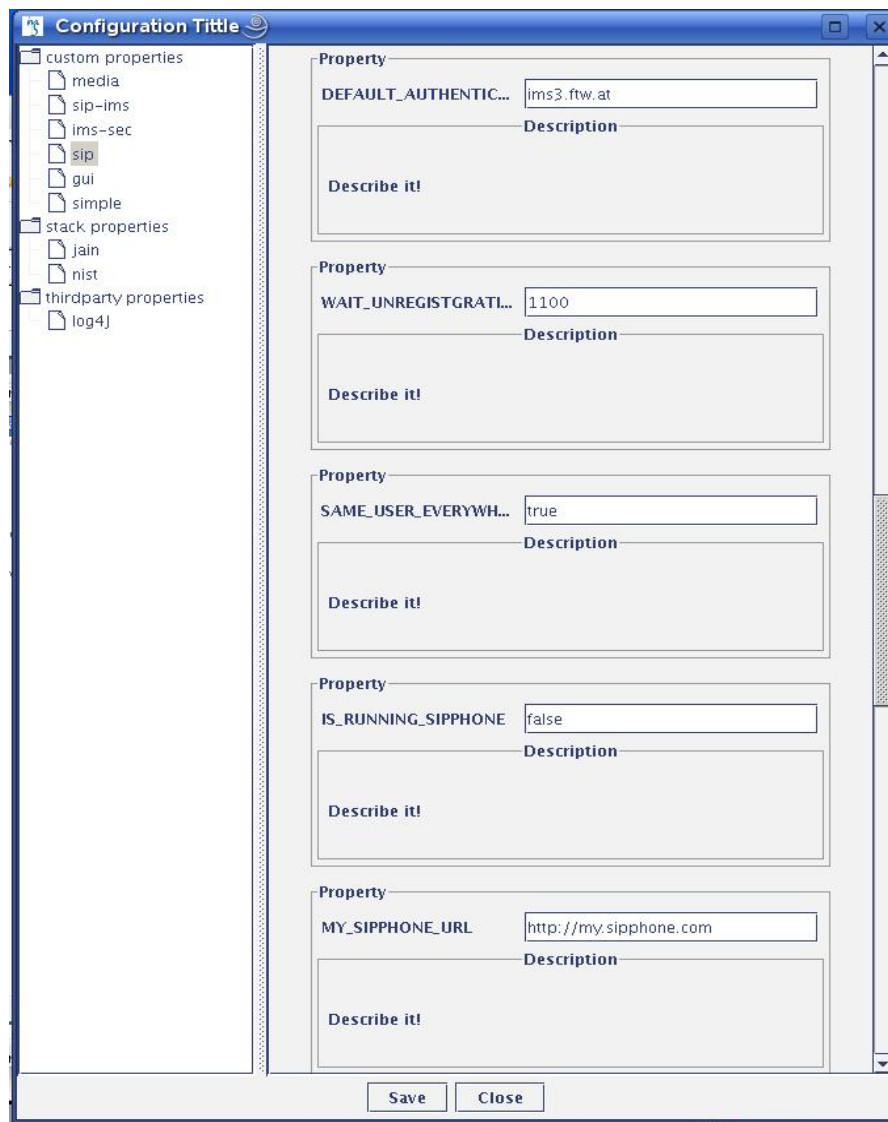 Configuration Tittle
custom properties
media
sip-ims
ims-sec
sip
gui
simple
stack properties
jain
nist
thirdparty properties
log4J
Property
DEFAULT_AUTHENTIC... ims3.ftw.at
Description
Describe it!
Property
WAIT_UNREGISTGRATI... 1100
Description
Describe it!
Property
SAME_USER_EVERYWH... true
Description
Describe it!
Property
IS_RUNNING_SIPPHONE false
Description
Describe it!
Property
MY_SIPPHONE_URL http://my.sipphone.com
Description
Describe it!
Save Close